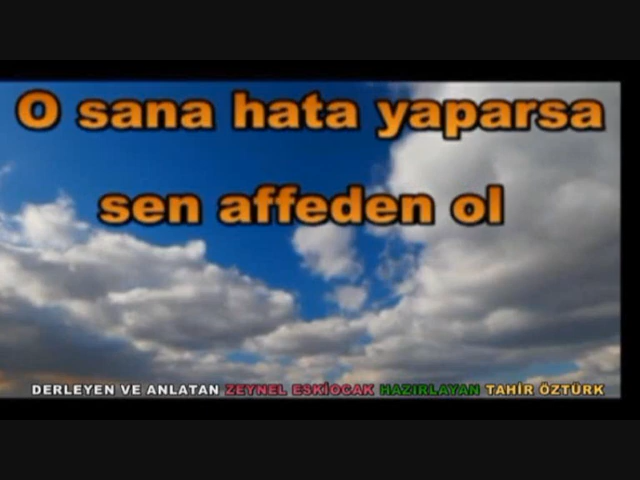 O sana hata yaparsa
sen affeden ol
DERLEYEN VE ANLATAN ZEYNEL ESKİOCAK HAZIRLAYAN TAHİR ÖZTÜRK